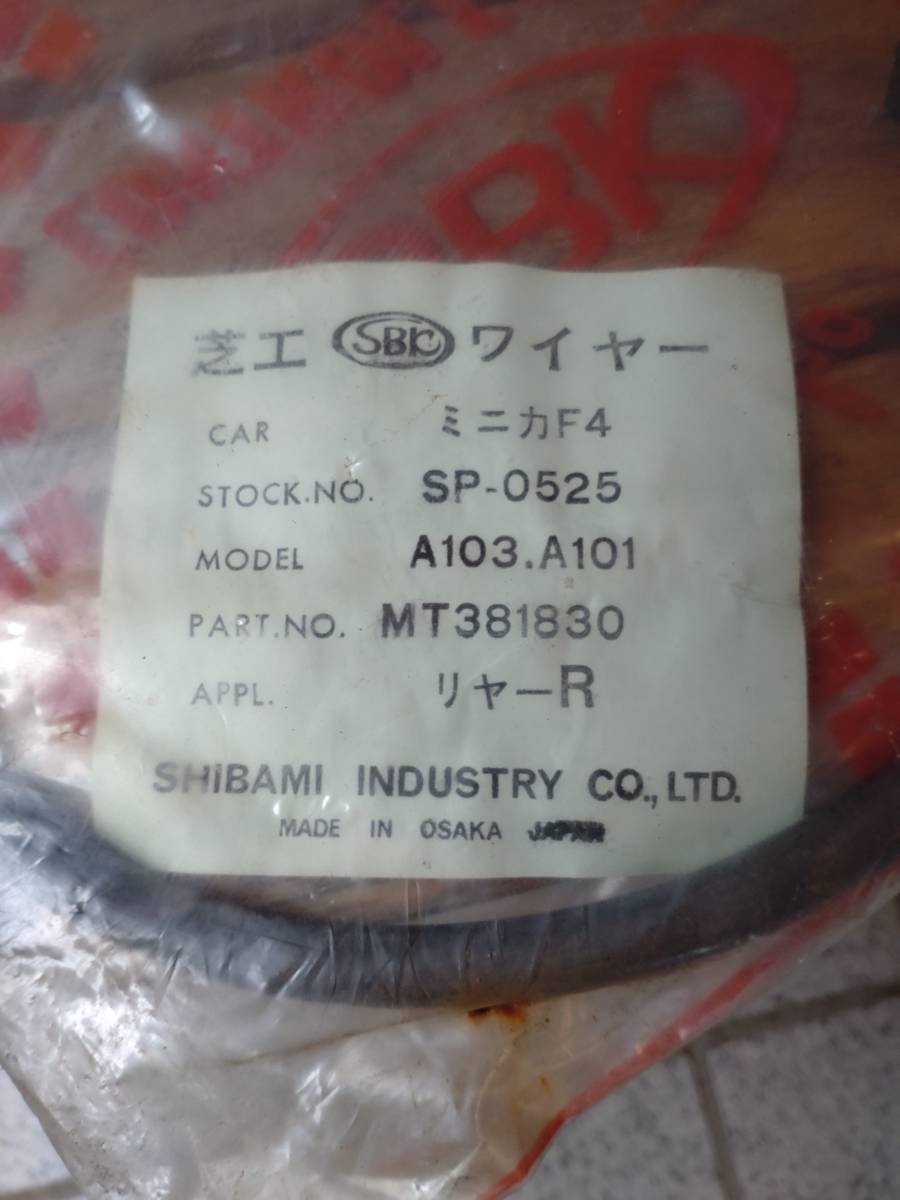 SBK
芝工 SBK ワイヤー
CAR ミニカF4
STOCK.NO. SP-0525
MODEL A103.A101
PART.NO. MT381830
APPL. リヤーR
SHIBAMI INDUSTRY CO., LTD.
MADE IN OSAKA JAPAN